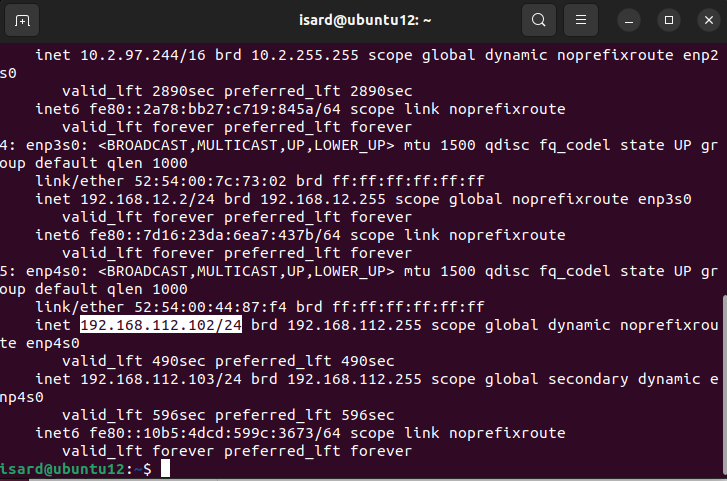 isard@ubuntu12: ~
inet 10.2.97.244/16 brd 10.2.255.255 scope global dynamic noprefixroute enp2
s0
valid_lft 2890sec preferred_lft 2890sec
inet6 fe80::2a78:bb27:c719:845a/64 scope link noprefixroute
valid_lft forever preferred_lft forever
4: enp3s0: <BROADCAST,MULTICAST,UP,LOWER_UP> mtu 1500 qdisc fq_codel state UP gr
oup default qlen 1000
link/ether 52:54:00:7c:73:02 brd ff:ff:ff:ff:ff:ff
inet 192.168.12.2/24 brd 192.168.12.255 scope global noprefixroute enp3s0
valid_lft forever preferred_lft forever
inet6 fe80::7d16:23da:6ea7:437b/64 scope link noprefixroute
valid_lft forever preferred_lft forever
5: enp4s0: <BROADCAST,MULTICAST,UP,LOWER_UP> mtu 1500 qdisc fq_codel state UP gr
oup default qlen 1000
link/ether 52:54:00:44:87:f4 brd ff:ff:ff:ff:ff:ff
inet 192.168.112.102/24 brd 192.168.112.255 scope global dynamic noprefixrou
te enp4s0
valid_lft 490sec preferred_lft 490sec
inet 192.168.112.103/24 brd 192.168.112.255 scope global secondary dynamic e
np4s0
valid_lft 596sec preferred_lft 596sec
inet6 fe80::10b5:4dcd:599c:3673/64 scope link noprefixroute
valid_lft forever preferred_lft forever
isard@ubuntu12:~$